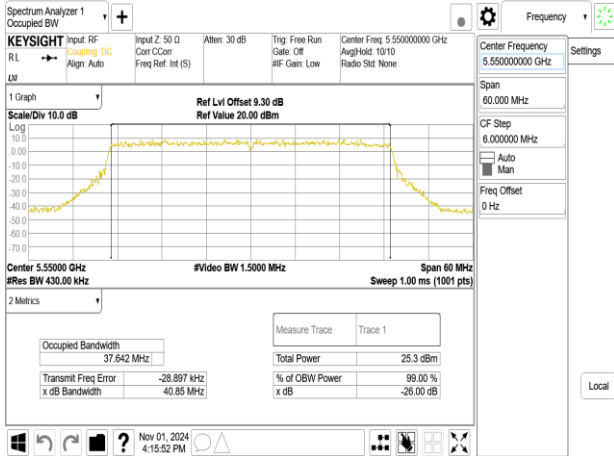 Spectrum Analyzer 1
Occupied BW
+
Frequency
KEYSIGHT
RL
LXI
Input: RF
Coupling: DC
Align: Auto
Input Z: 50 Ω
Corr CCorr
Freq Ref: Int (S)
Atten: 30 dB
Trig: Free Run
Gate: Off
#IF Gain: Low
Center Freq: 5.550000000 GHz
Avg|Hold: 10/10
Radio Std: None
Center Frequency
5.550000000 GHz
Settings
Span
60.000 MHz
CF Step
6.000000 MHz
Auto
Man
Freq Offset
0 Hz
Local
1 Graph
Scale/Div 10.0 dB
Ref Lvl Offset 9.30 dB
Ref Value 20.00 dBm
Log
10.0
0.00
-10.0
-20.0
-30.0
-40.0
-50.0
-60.0
-70.0
Center 5.55000 GHz
#Video BW 1.5000 MHz
Span 60 MHz
#Res BW 430.00 kHz
Sweep 1.00 ms (1001 pts)
2 Metrics
Measure Trace Trace 1
Occupied Bandwidth
37.642 MHz
Total Power 25.3 dBm
Transmit Freq Error -28.897 kHz
% of OBW Power 99.00 %
x dB Bandwidth 40.85 MHz
x dB -26.00 dB
?
Nov 01, 2024
4:15:52 PM